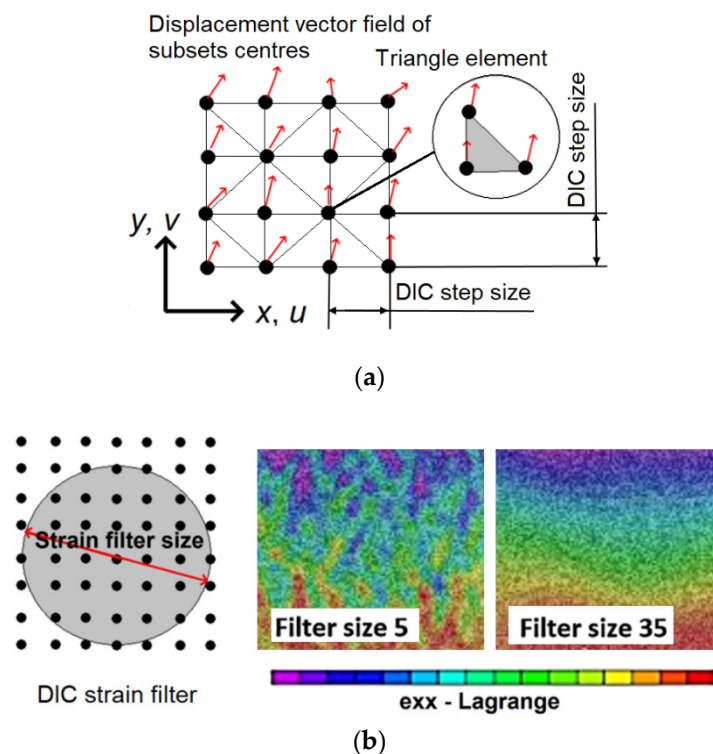 Displacement vector field of
subsets centres
Triangle element
DIC step size
y, v
DIC step size
x, u
(a)
Strain filter size
Filter size 5
Filter size 35
DIC strain filter
exx - Lagrange
(b)